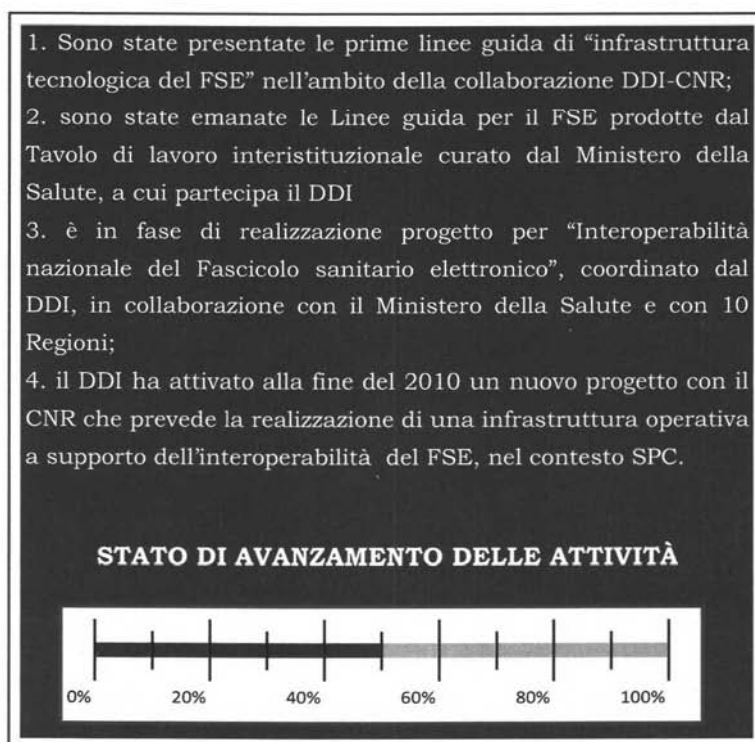 1. Sono state presentate le prime linee guida di “infrastruttura
tecnologica del FSE” nell’ambito della collaborazione DDI-CNR;
2. sono state emanate le Linee guida per il FSE prodotte dal
Tavolo di lavoro interistituzionale curato dal Ministero della
Salute, a cui partecipa il DDI
3. è in fase di realizzazione progetto per “Interoperabilità
nazionale del Fascicolo sanitario elettronico”, coordinato dal
DDI, in collaborazione con il Ministero della Salute e con 10
Regioni;
4. il DDI ha attivato alla fine del 2010 un nuovo progetto con il
CNR che prevede la realizzazione di una infrastruttura operativa
a supporto dell’interoperabilità del FSE, nel contesto SPC.
STATO DI AVANZAMENTO DELLE ATTIVITÀ
0% 20% 40% 60% 80% 100%